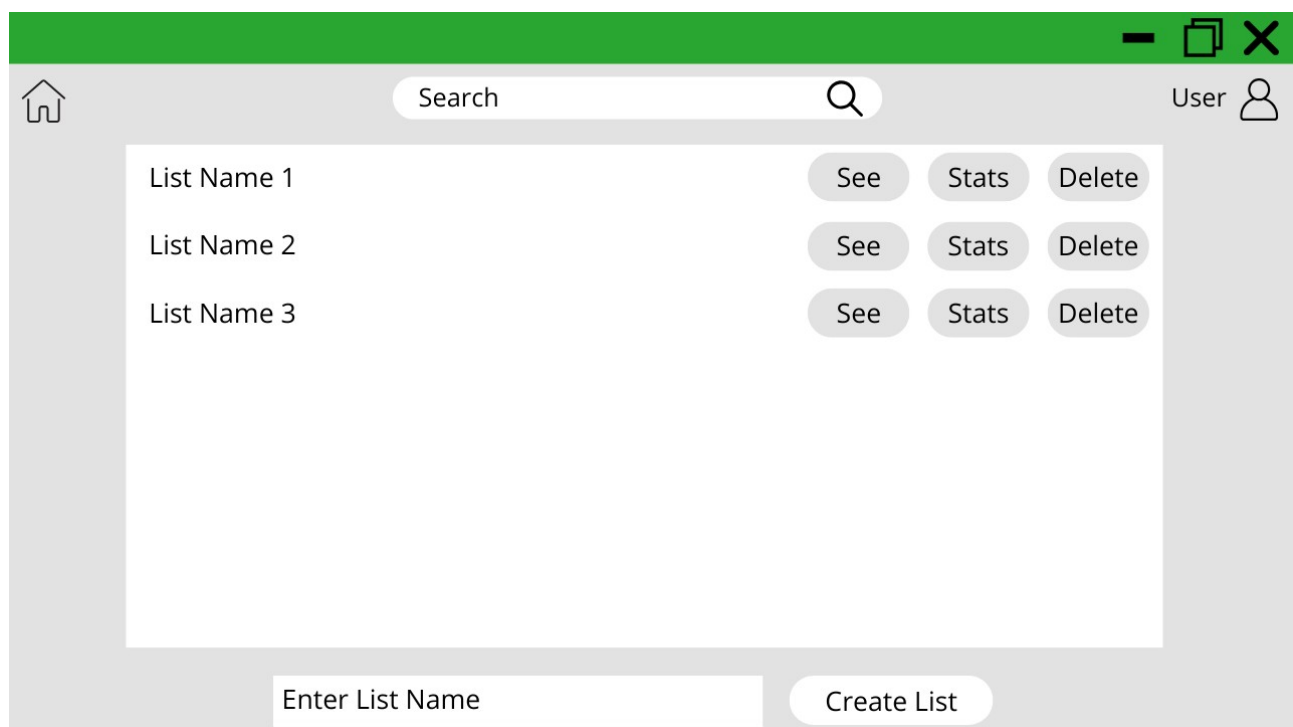 Search
User
List Name 1 See Stats Delete
List Name 2 See Stats Delete
List Name 3 See Stats Delete
Enter List Name Create List